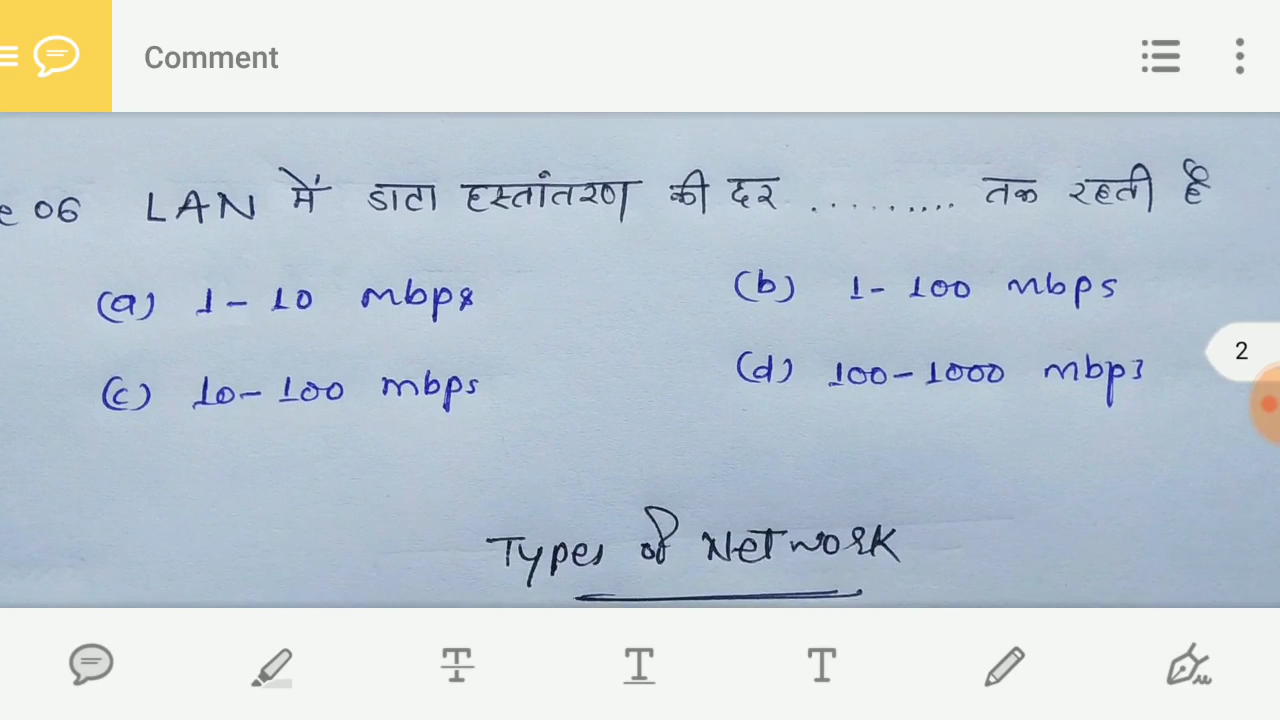 Comment
e 06 LAN में डाटा हस्तांतरण की दर .......... तक रहती है
(a) 1 - 10 mbps
(b) 1 - 100 mbps
(c) 10 - 100 mbps
(d) 100 - 1000 mbps
2
Types of Network